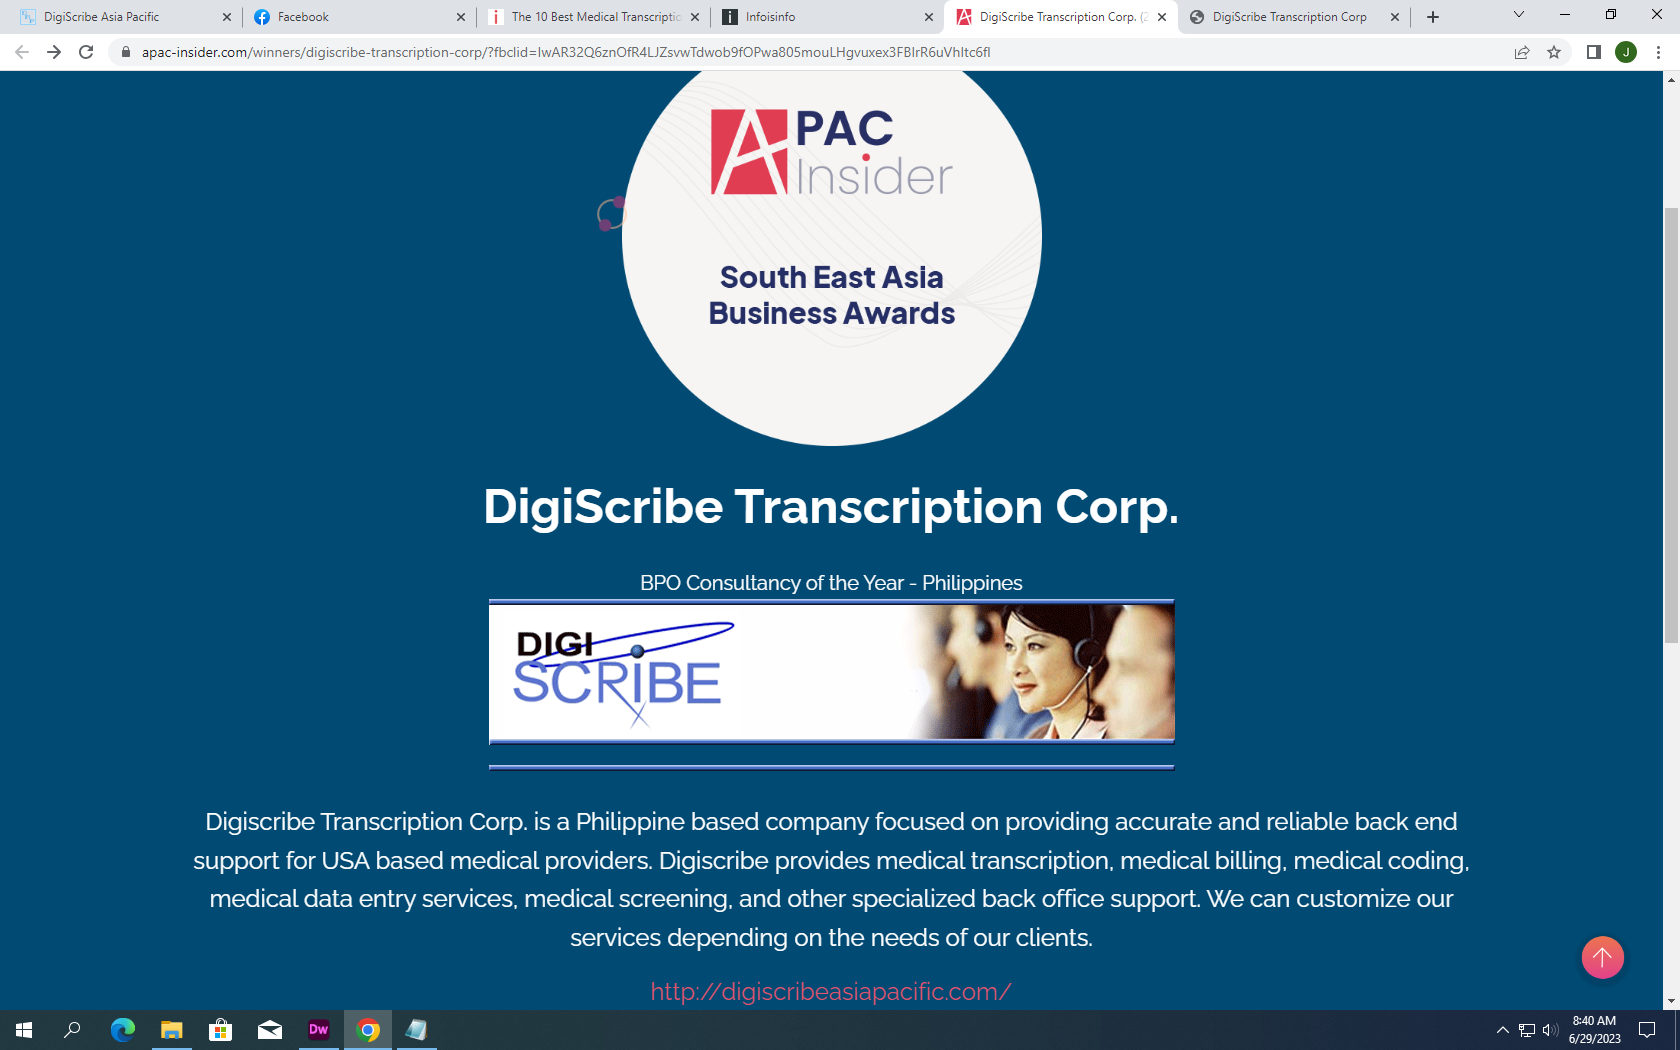 DigiScribe Asia Pacific
Facebook
The 10 Best Medical Transcriptio
Infoisinfo
DigiScribe Transcription Corp. (2
DigiScribe Transcription Corp
apac-insider.com/winners/digiscribe-transcription-corp/?fbclid=IwAR32Q6znOfR4LJZsvwTdwob9fOPwa805mouLHgvuxex3FBIrR6uVhItc6fI
J
APAC
Insider
South East Asia
Business Awards
DigiScribe Transcription Corp.
BPO Consultancy of the Year - Philippines
DIGI
SCRIBE
Digiscribe Transcription Corp. is a Philippine based company focused on providing accurate and reliable back end
support for USA based medical providers. Digiscribe provides medical transcription, medical billing, medical coding,
medical data entry services, medical screening, and other specialized back office support. We can customize our
services depending on the needs of our clients.
http://digiscribeasiapacific.com/
Dw
8:40 AM
6/29/2023